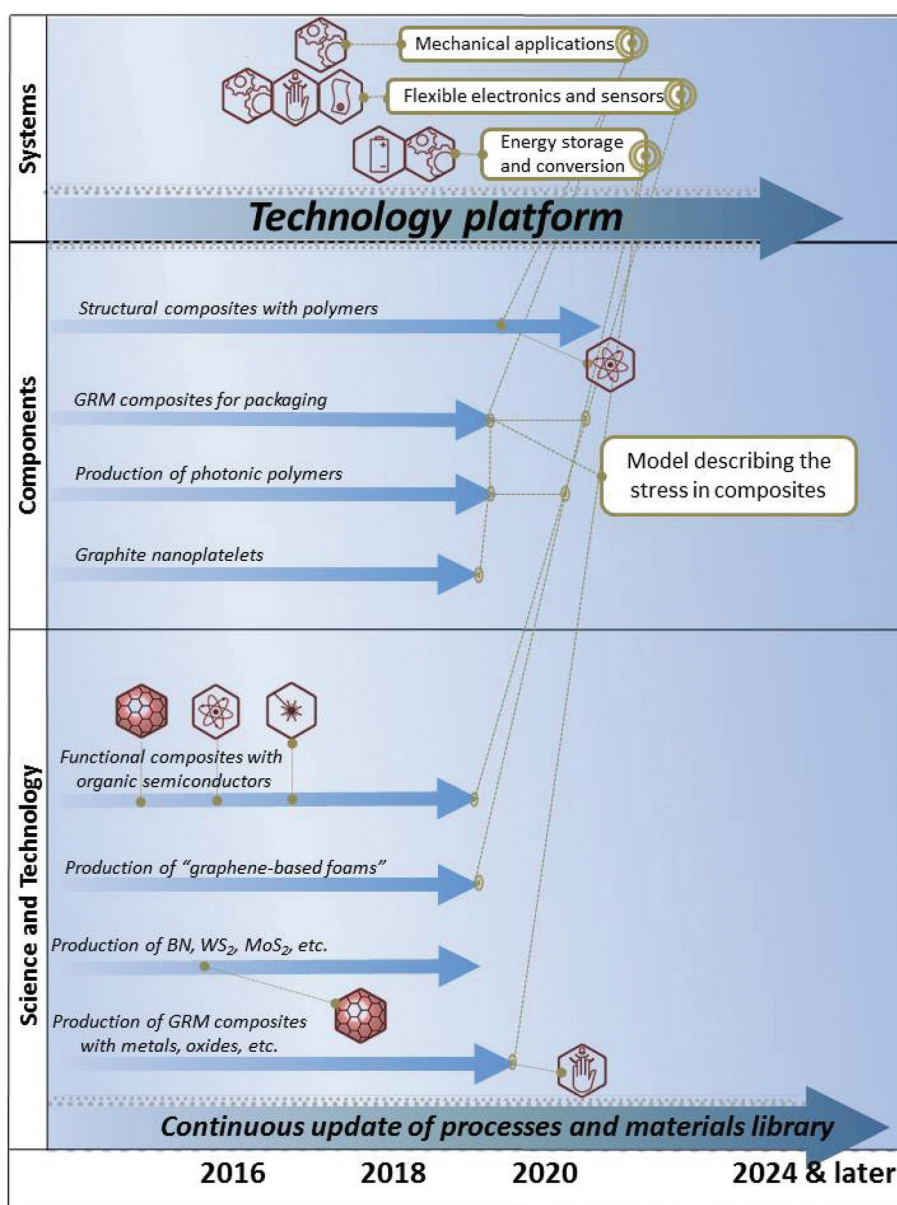 Systems
Mechanical applications
Flexible electronics and sensors
Energy storage
and conversion
Technology platform
Components
Structural composites with polymers
GRM composites for packaging
Production of photonic polymers
Graphite nanoplatelets
Model describing the
stress in composites
Science and Technology
Functional composites with
organic semiconductors
Production of “graphene-based foams”
Production of BN, WS₂, MoS₂, etc.
Production of GRM composites
with metals, oxides, etc.
Continuous update of processes and materials library
2016 2018 2020 2024 & later